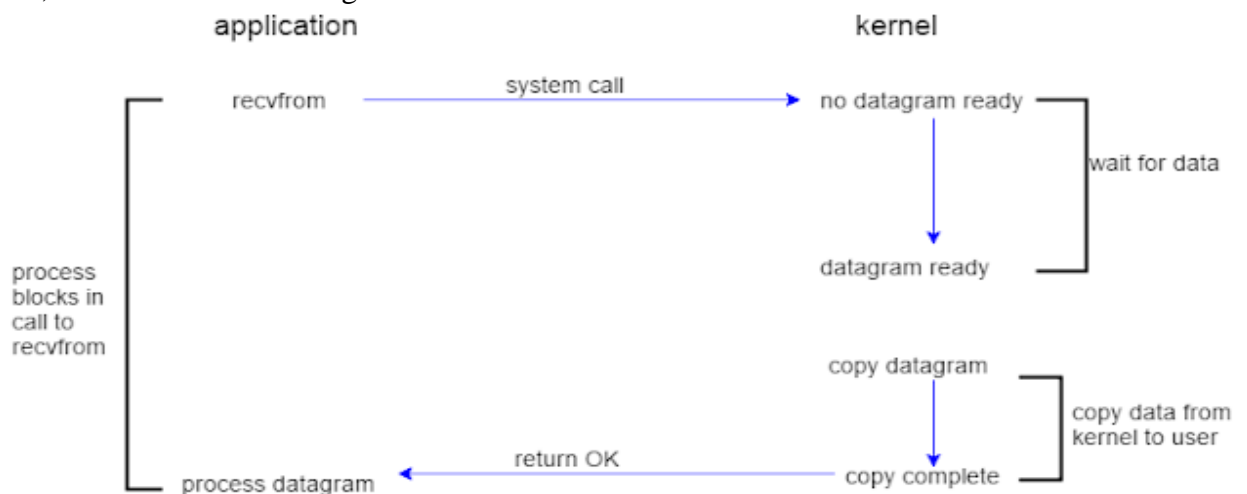 application kernel
recvfrom system call no datagram ready
wait for data
datagram ready
process
blocks in
call to
recvfrom
copy datagram
copy data from
kernel to user
return OK
copy complete
process datagram